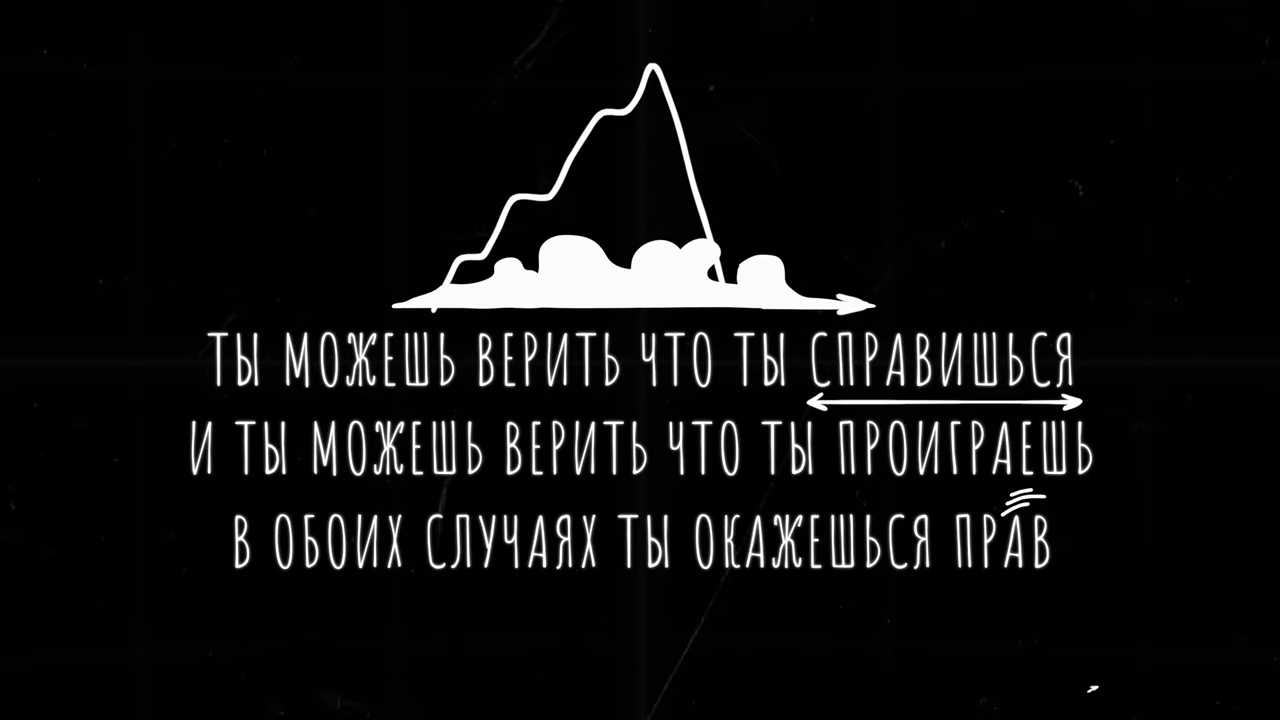 ТЫ МОЖЕШЬ ВЕРИТЬ ЧТО ТЫ СПРАВИШЬСЯ
И ТЫ МОЖЕШЬ ВЕРИТЬ ЧТО ТЫ ПРОИГРАЕШЬ
В ОБОИХ СЛУЧАЯХ ТЫ ОКАЖЕШЬСЯ ПРАВ